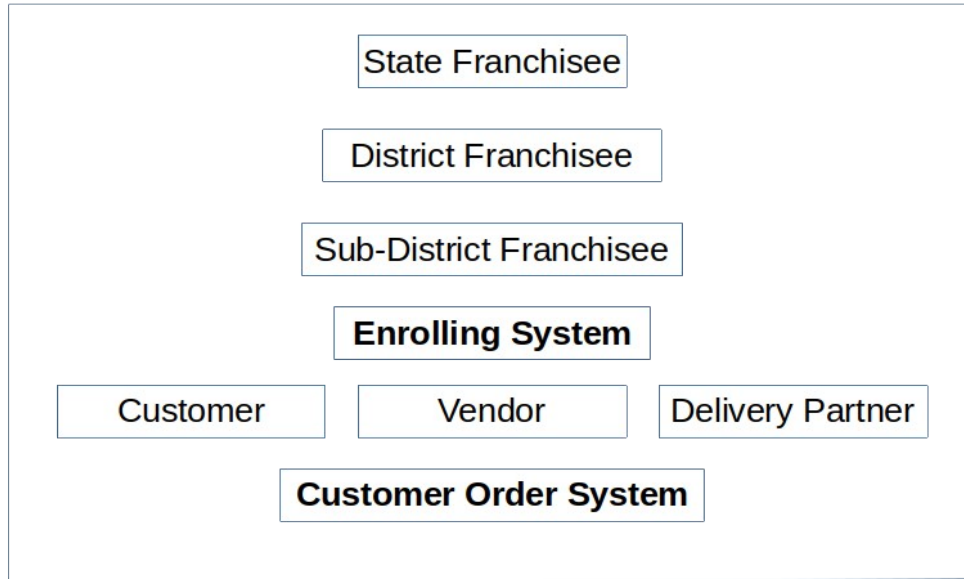 State Franchisee
District Franchisee
Sub-District Franchisee
Enrolling System
Customer Vendor Delivery Partner
Customer Order System